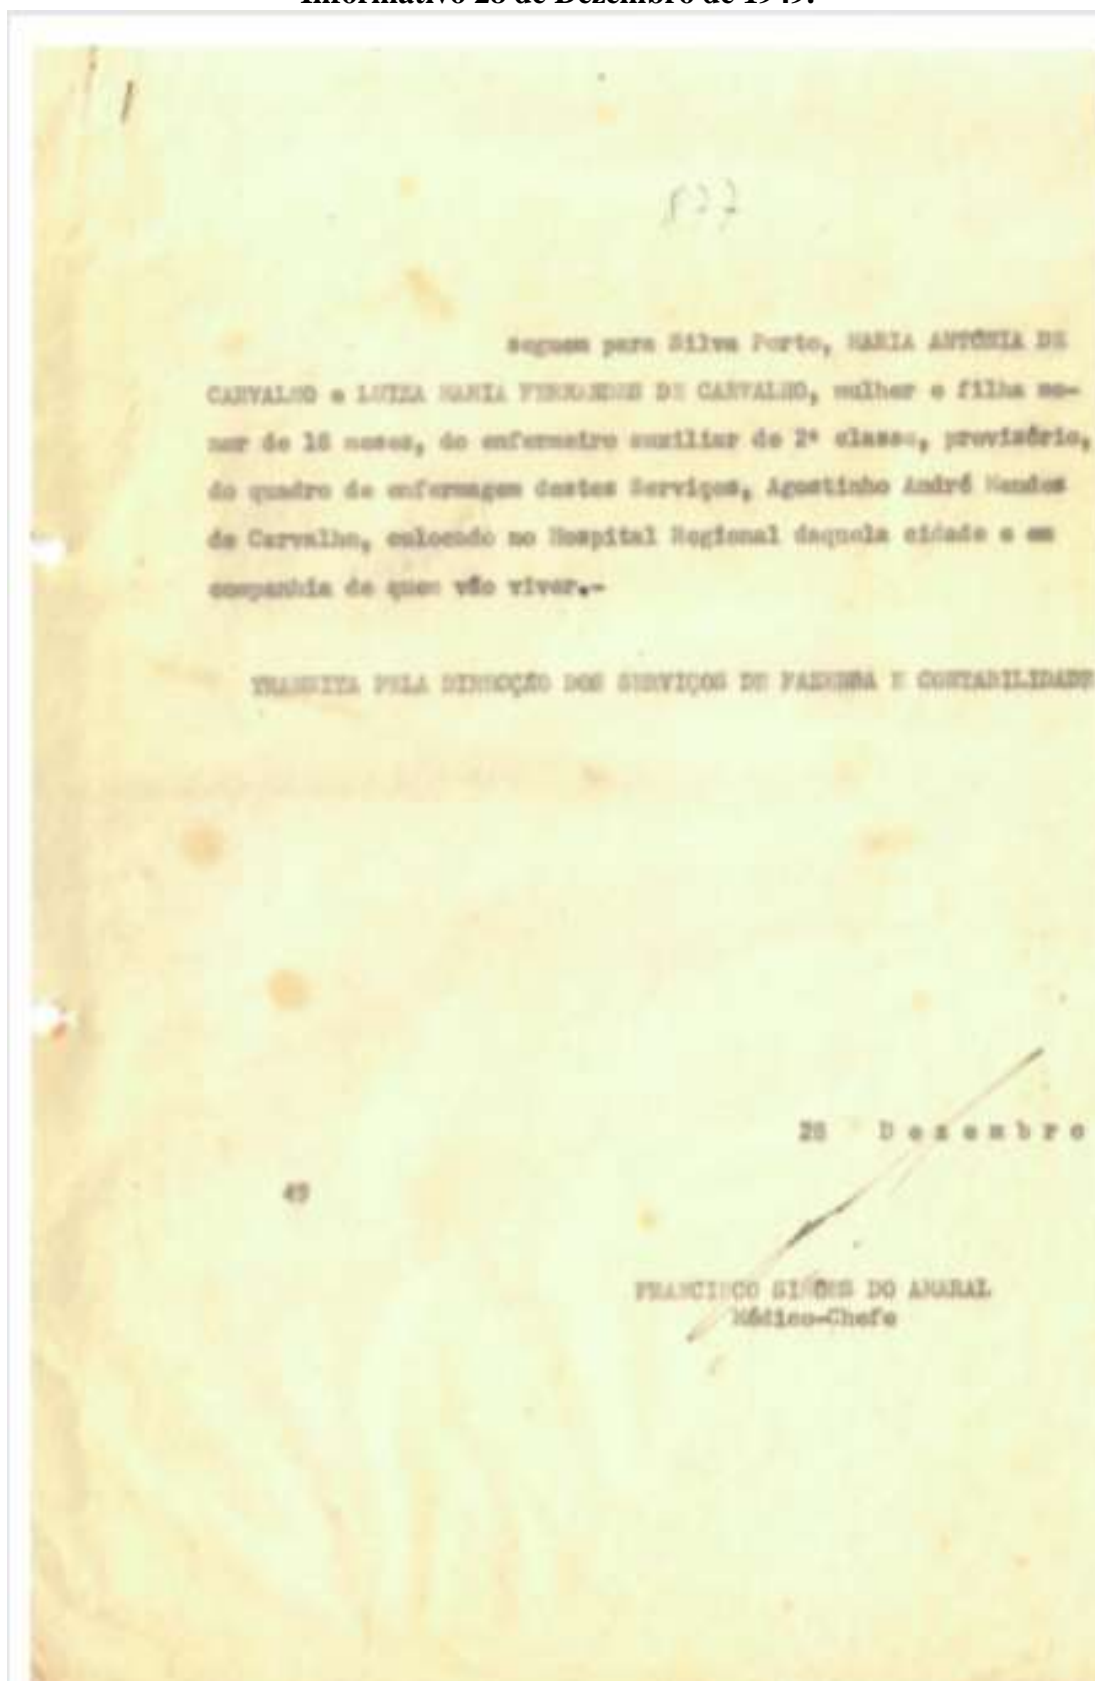 Informativo 28 de Dezembro de 1949.
seguem para Silva Porto, MARIA ANTÓNIA DE
CARVALHO e LUIZA MARIA FERNANDES DE CARVALHO, mulher e filha me-
nor de 18 meses, do enfermeiro auxiliar de 2ª classe, provisório,
do quadro de enfermagem destes Serviços, Agostinho André Mendes
de Carvalho, colocado no Hospital Regional daquela cidade e em
companhia de quem vão viver.-
TRANSITA PELA DIRECÇÃO DOS SERVIÇOS DE FAZENDA E CONTABILIDADE
28 Dezembro
49
FRANCISCO SIMÕES DO AMARAL
Médico-Chefe